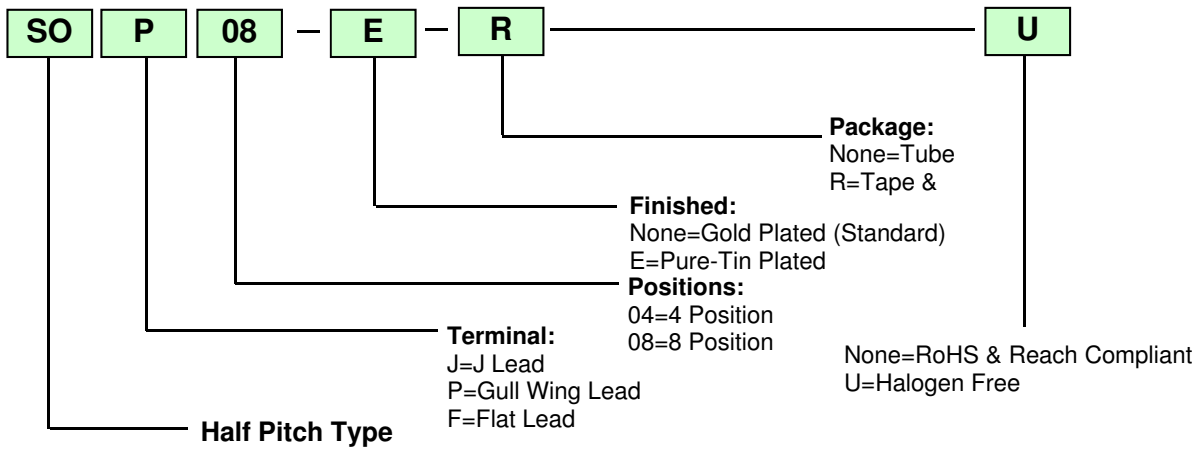 SO P 08 – E – R U
Package:
None=Tube
R=Tape &
Finished:
None=Gold Plated (Standard)
E=Pure-Tin Plated
Positions:
04=4 Position
08=8 Position
Terminal:
J=J Lead
P=Gull Wing Lead
F=Flat Lead
None=RoHS & Reach Compliant
U=Halogen Free
Half Pitch Type